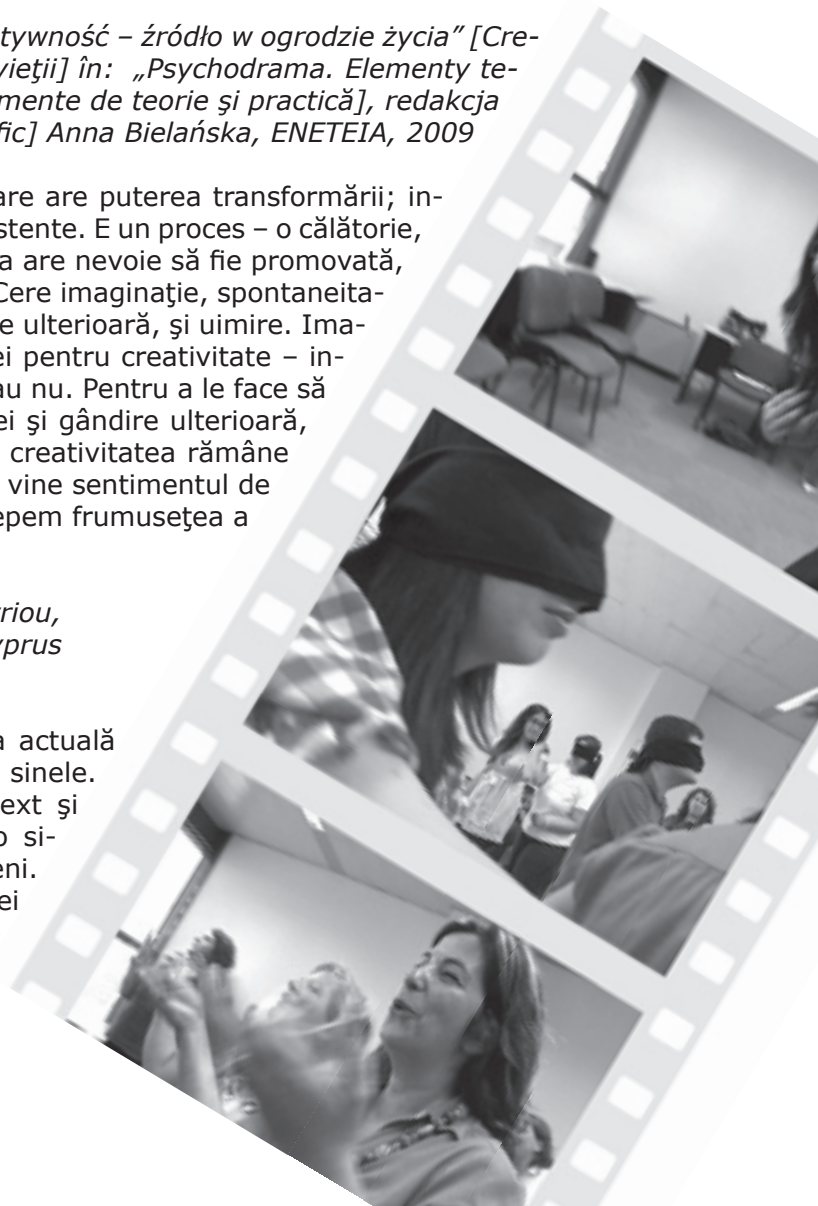 tywność – źródło w ogrodzie życia” [Cre-
vieţii] în: „Psychodrama. Elementy te-
mente de teorie şi practică], redakcja
fic] Anna Bielańska, ENETEIA, 2009
are are puterea transformării; in-
stente. E un proces – o călătorie,
a are nevoie să fie promovată,
Cere imaginaţie, spontaneita-
e ulterioară, şi uimire. Ima-
ei pentru creativitate – in-
au nu. Pentru a le face să
ei şi gândire ulterioară,
creativitatea rămâne
vine sentimentul de
epem frumuseţea a
riou,
yprus
a actuală
sinele.
ext şi
o si-
eni.
ei